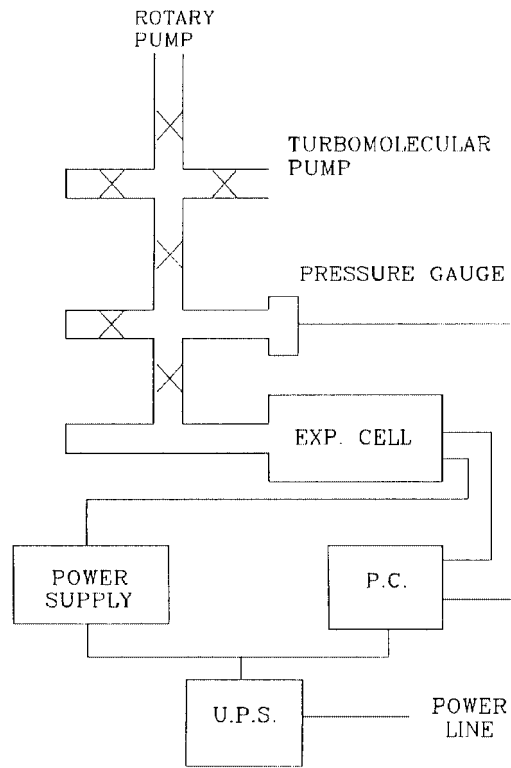 ROTARY
PUMP
TURBOMOLECULAR
PUMP
PRESSURE GAUGE
EXP. CELL
POWER
SUPPLY
P.C.
U.P.S.
POWER
LINE